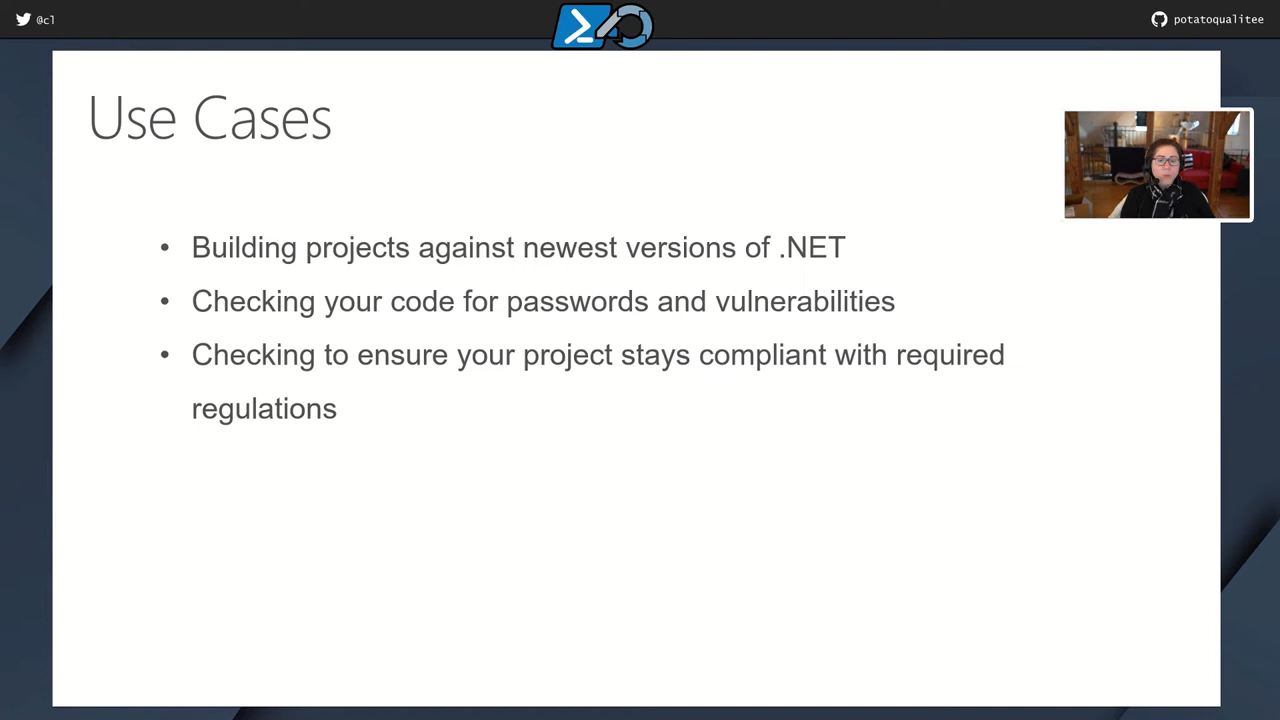 @cl
potatoqualitee
Use Cases
• Building projects against newest versions of .NET
• Checking your code for passwords and vulnerabilities
• Checking to ensure your project stays compliant with required
regulations